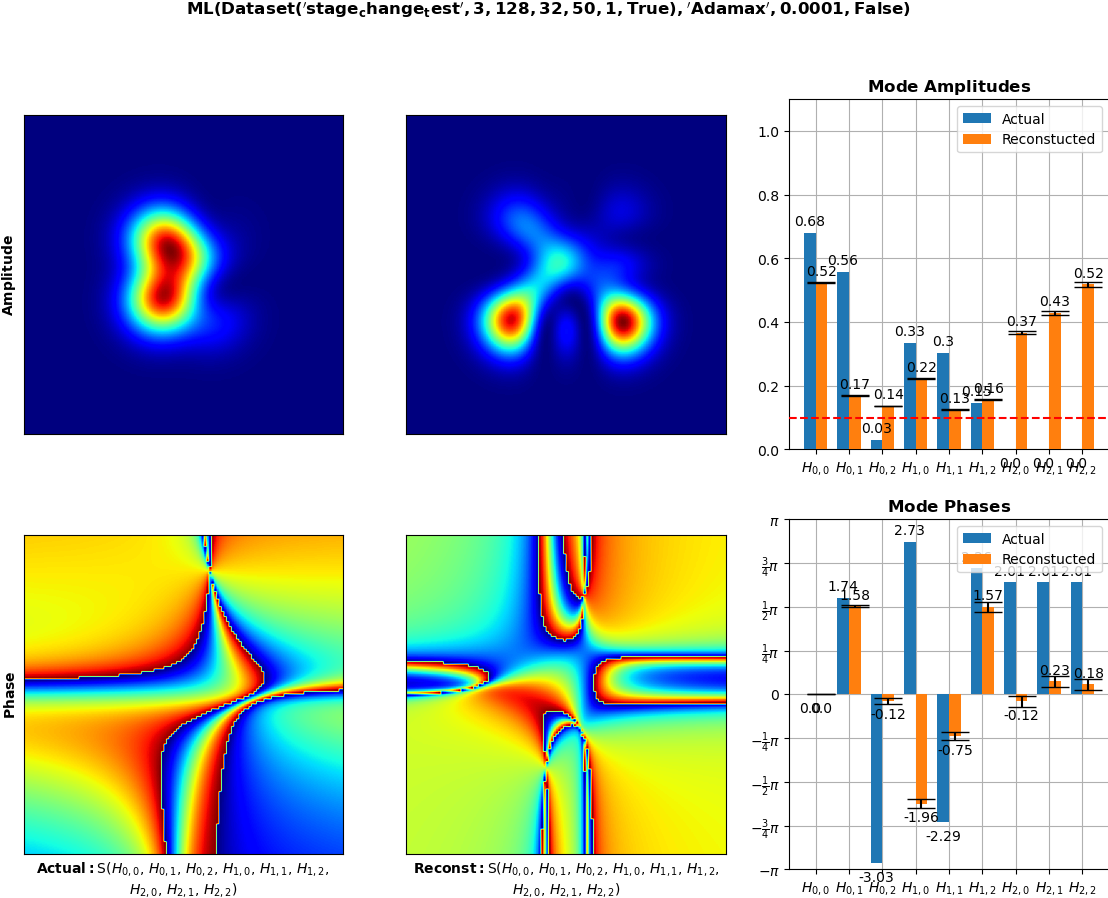 ML(Dataset('stage_change_test', 3, 128, 32, 50, 1, True), 'Adamax', 0.0001, False)
Amplitude
Mode Amplitudes
Actual
Reconstucted
1.0
0.8
0.6
0.4
0.2
0.0
0.68
0.52
0.56
0.17
0.03
0.14
0.33
0.22
0.3
0.13
0.15
0.16
0.0
0.37
0.0
0.43
0.0
0.52
H0,0 H0,1 H0,2 H1,0 H1,1 H1,2 H2,0 H2,1 H2,2
Phase
Actual: S(H0,0, H0,1, H0,2, H1,0, H1,1, H1,2,
H2,0, H2,1, H2,2)
Reconst: S(H0,0, H0,1, H0,2, H1,0, H1,1, H1,2,
H2,0, H2,1, H2,2)
Mode Phases
Actual
Reconstucted
π
3/4π
1/2π
1/4π
0
−1/4π
−1/2π
−3/4π
−π
0.0
0.0
1.74
1.58
-3.03
-0.12
2.73
-1.96
-2.29
-0.75
1.57
2.01
-0.12
2.01
0.23
2.01
0.18
H0,0 H0,1 H0,2 H1,0 H1,1 H1,2 H2,0 H2,1 H2,2